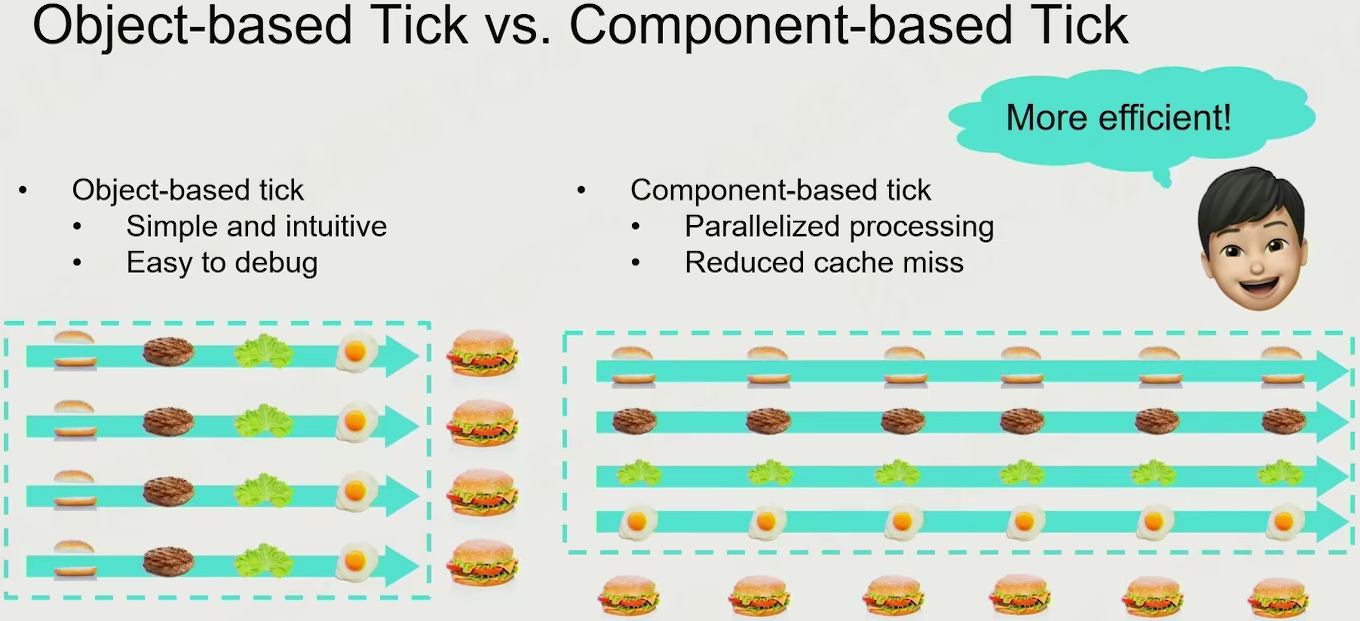 Object-based Tick vs. Component-based Tick
More efficient!
• Object-based tick
• Simple and intuitive
• Easy to debug
• Component-based tick
• Parallelized processing
• Reduced cache miss